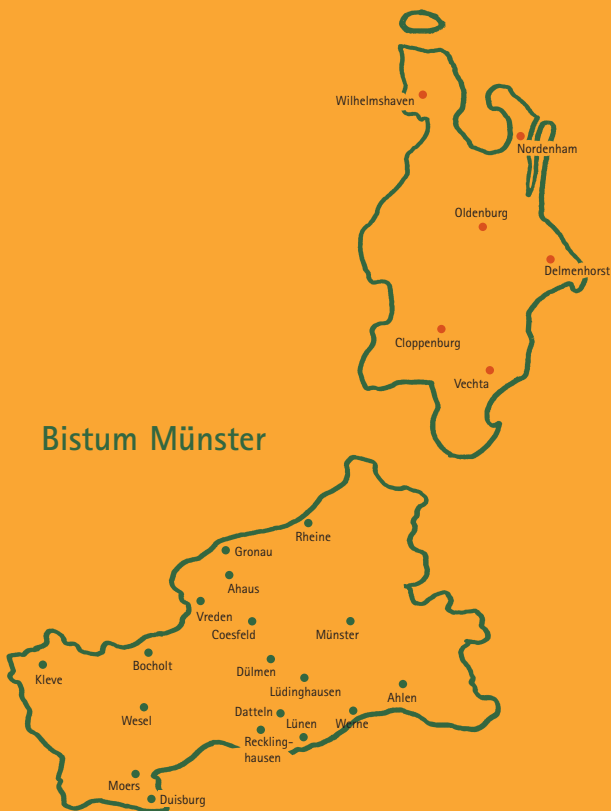 Wilhelmshaven
Nordenham
Oldenburg
Delmenhorst
Cloppenburg
Vechta
Bistum Münster
Rheine
Gronau
Ahaus
Vreden
Coesfeld
Münster
Bocholt
Kleve
Dülmen
Lüdinghausen
Ahlen
Wesel
Datteln
Lünen
Werne
Reckling-
hausen
Moers
Duisburg